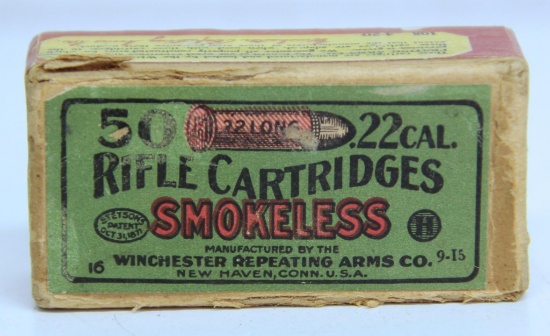 50 22 LONG .22 CAL.
RIFLE CARTRIDGES
STETSON'S
PATENT
OCT. 31, 1871
SMOKELESS
H
MANUFACTURED BY THE
16 WINCHESTER REPEATING ARMS CO. 9-15
NEW HAVEN, CONN. U.S.A.